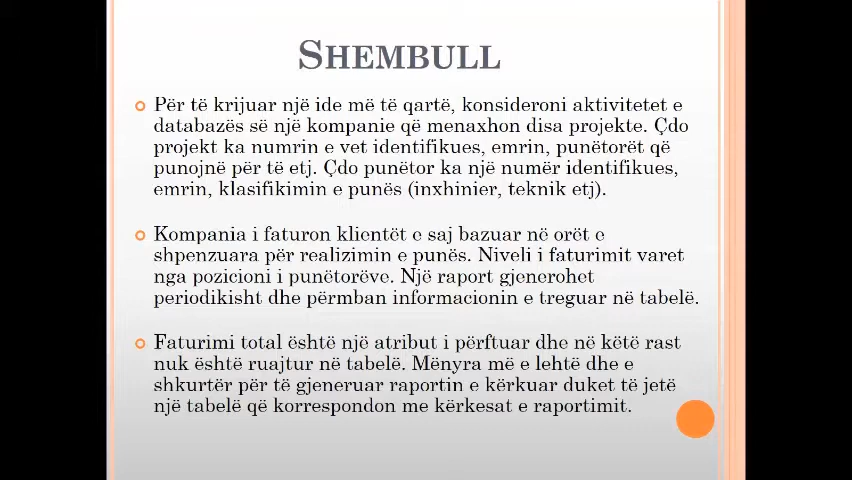 SHEMBULL
Për të krijuar një ide më të qartë, konsideroni aktivitetet e
databazës së një kompanie që menaxhon disa projekte. Çdo
projekt ka numrin e vet identifikues, emrin, punëtorët që
punojnë për të etj. Çdo punëtor ka një numër identifikues,
emrin, klasifikimin e punës (inxhinier, teknik etj).
Kompania i faturon klientët e saj bazuar në orët e
shpenzuara për realizimin e punës. Niveli i faturimit varet
nga pozicioni i punëtorëve. Një raport gjenerohet
periodikisht dhe përmban informacionin e treguar në tabelë.
Faturimi total është një atribut i përftuar dhe në këtë rast
nuk është ruajtur në tabelë. Mënyra më e lehtë dhe e
shkurtër për të gjeneruar raportin e kërkuar duket të jetë
një tabelë që korrespondon me kërkesat e raportimit.